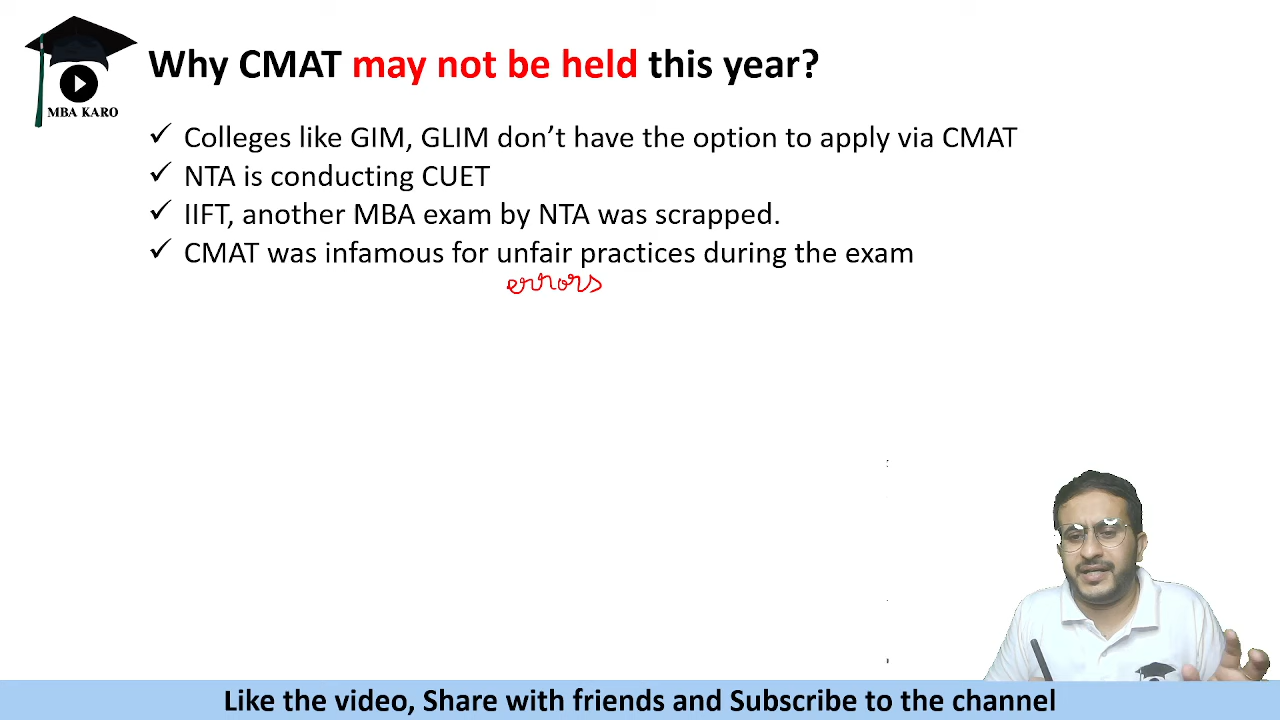 MBA KARO
Why CMAT may not be held this year?
✓ Colleges like GIM, GLIM don’t have the option to apply via CMAT
✓ NTA is conducting CUET
✓ IIFT, another MBA exam by NTA was scrapped.
✓ CMAT was infamous for unfair practices during the exam
errors
Like the video, Share with friends and Subscribe to the channel